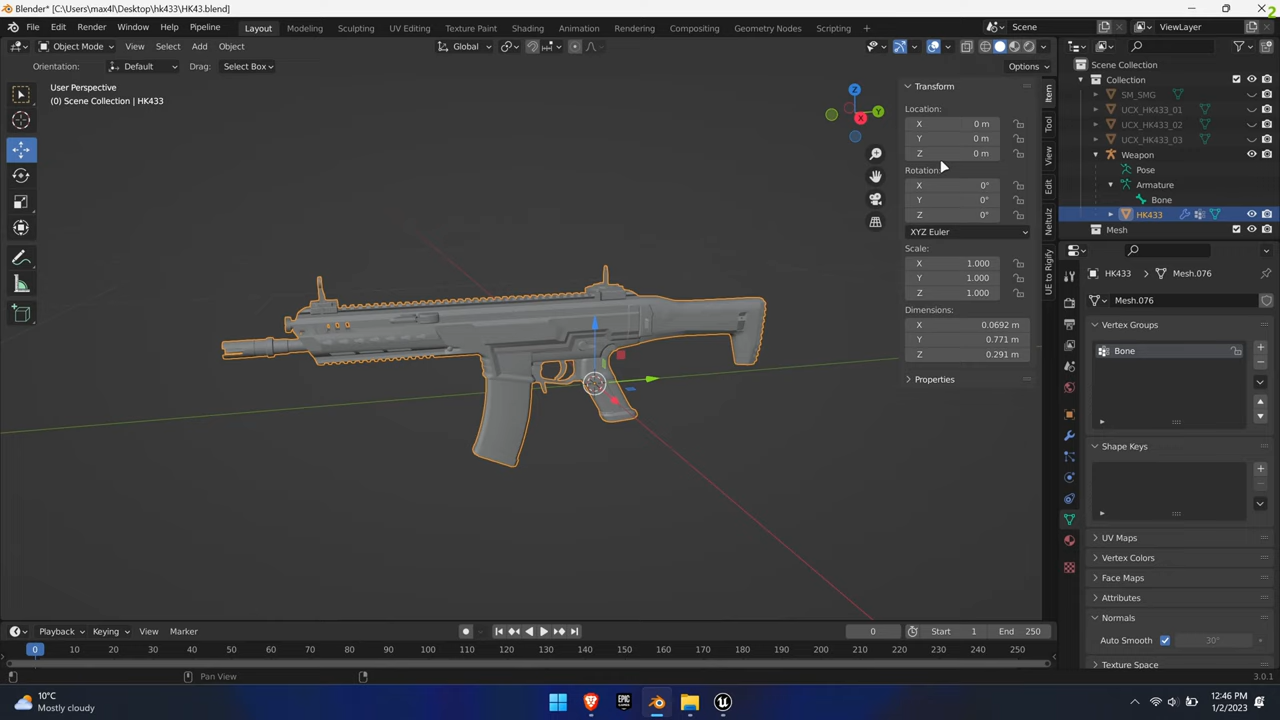 Blender* [C:\Users\max4l\Desktop\hk433\HK43.blend]
2
File Edit Render Window Help Pipeline Layout Modeling Sculpting UV Editing Texture Paint Shading Animation Rendering Compositing Geometry Nodes Scripting + Scene ViewLayer
Object Mode View Select Add Object Global Options
Orientation: Default Drag: Select Box
User Perspective
(0) Scene Collection | HK433
Z
Y
X
Transform
Location:
X 0 m
Y 0 m
Z 0 m
Rotation:
X 0°
Y 0°
Z 0°
XYZ Euler
Scale:
X 1.000
Y 1.000
Z 1.000
Dimensions:
X 0.0692 m
Y 0.771 m
Z 0.291 m
Properties
Item
Tool
View
Edit
Neltulz
UE to Rigify
Scene Collection
Collection
SM_SMG
UCX_HK433_01
UCX_HK433_02
UCX_HK433_03
Weapon
Pose
Armature
Bone
HK433
Mesh
HK433 Mesh.076
Mesh.076
Vertex Groups
Bone
Shape Keys
UV Maps
Vertex Colors
Face Maps
Attributes
Normals
Auto Smooth 30°
Texture Space
Playback Keying View Marker 0 Start 1 End 250
0 10 20 30 40 50 60 70 80 90 100 110 120 130 140 150 160 170 180 190 200 210 220 230 240 250
Pan View 3.0.1
10°C
Mostly cloudy
EPIC
12:46 PM
1/2/2023